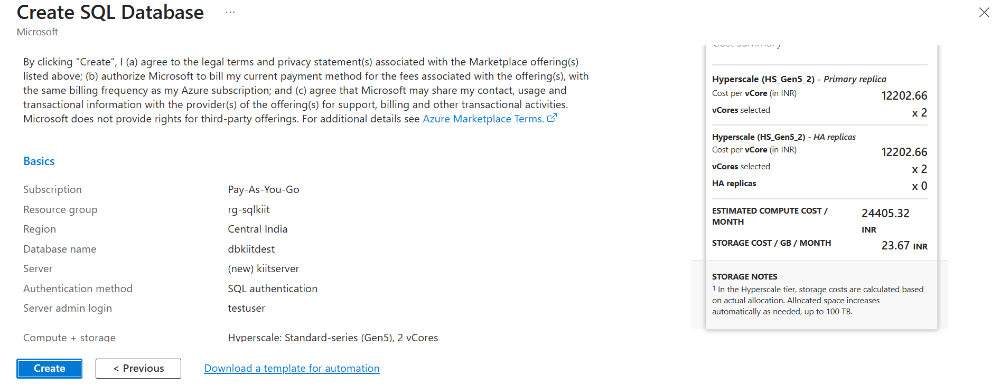 Create SQL Database ...
Microsoft
By clicking "Create", I (a) agree to the legal terms and privacy statement(s) associated with the Marketplace offering(s)
listed above; (b) authorize Microsoft to bill my current payment method for the fees associated with the offering(s), with
the same billing frequency as my Azure subscription; and (c) agree that Microsoft may share my contact, usage and
transactional information with the provider(s) of the offering(s) for support, billing and other transactional activities.
Microsoft does not provide rights for third-party offerings. For additional details see Azure Marketplace Terms.
Basics
Subscription Pay-As-You-Go
Resource group rg-sqlkiit
Region Central India
Database name dbkiitdest
Server (new) kiitserver
Authentication method SQL authentication
Server admin login testuser
Compute + storage Hyperscale: Standard-series (Gen5), 2 vCores
Cost summary
Hyperscale (HS_Gen5_2) - Primary replica
Cost per vCore (in INR) 12202.66
vCores selected x 2
Hyperscale (HS_Gen5_2) - HA replicas
Cost per vCore (in INR) 12202.66
vCores selected x 2
HA replicas x 0
ESTIMATED COMPUTE COST / 24405.32
MONTH INR
STORAGE COST / GB / MONTH 23.67 INR
STORAGE NOTES
1 In the Hyperscale tier, storage costs are calculated based
on actual allocation. Allocated space increases
automatically as needed, up to 100 TB.
Create
< Previous
Download a template for automation